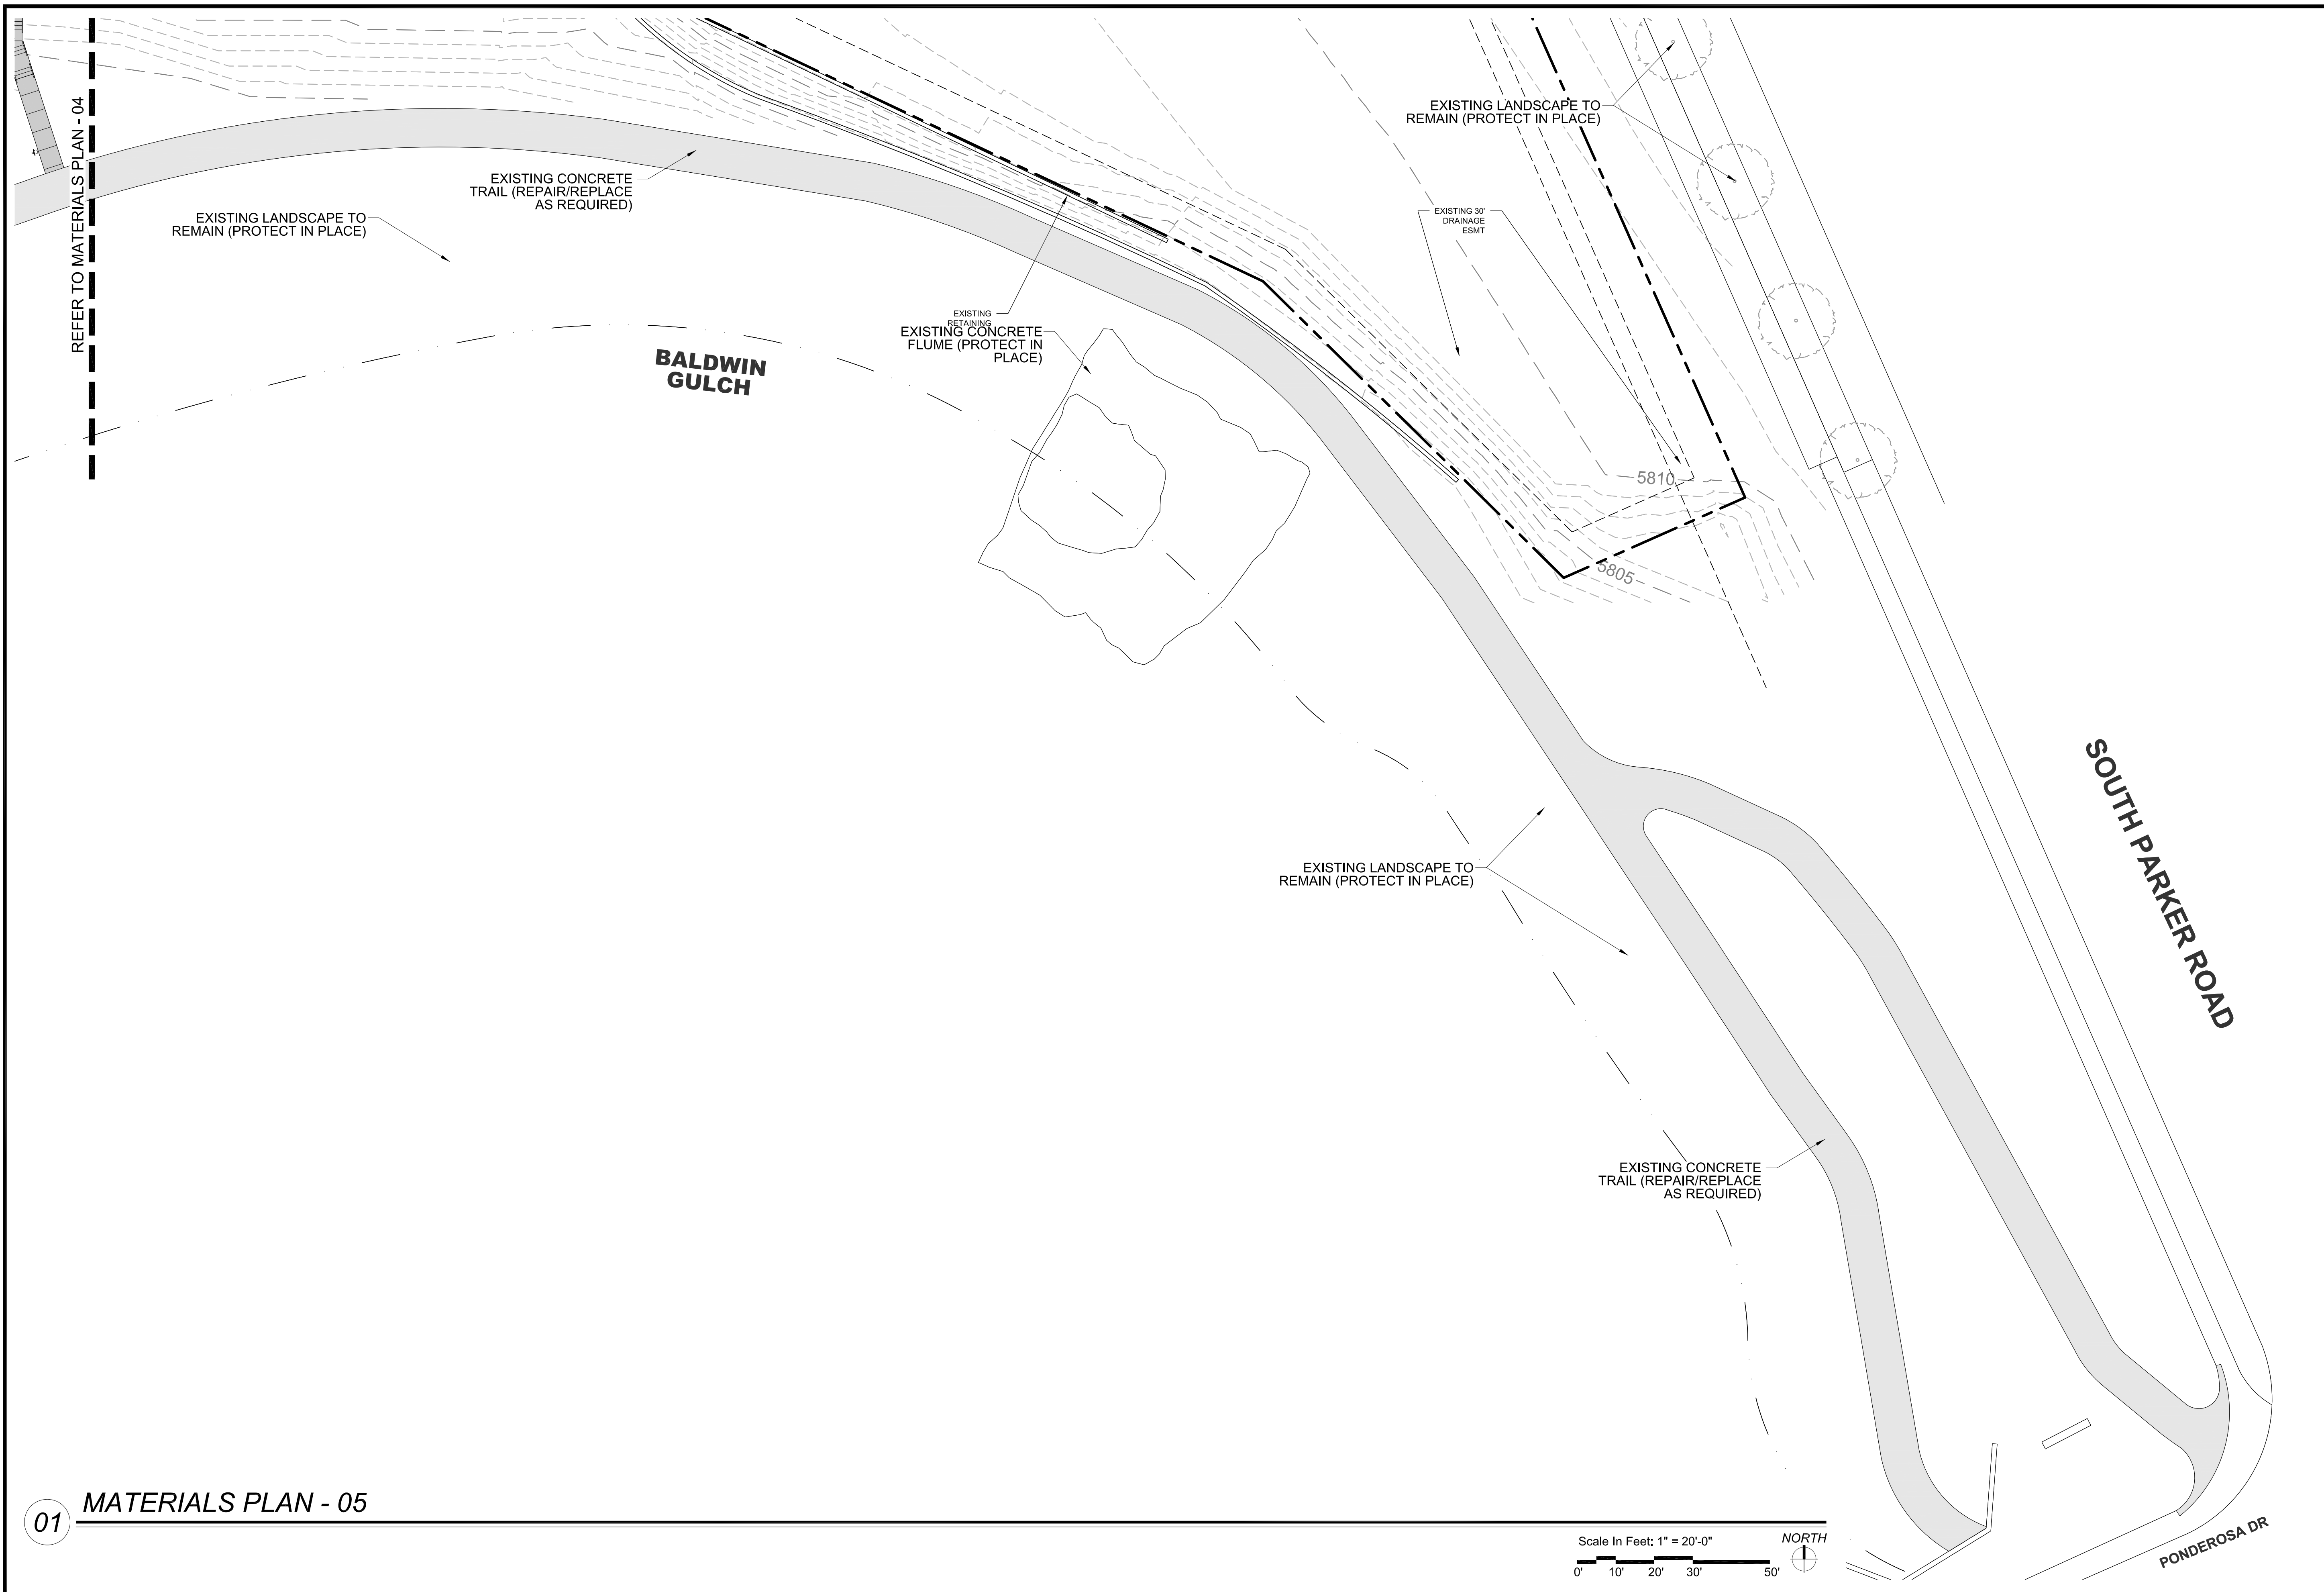 REFER TO MATERIALS PLAN - 04
EXISTING LANDSCAPE TO
REMAIN (PROTECT IN PLACE)
EXISTING CONCRETE
TRAIL (REPAIR/REPLACE
AS REQUIRED)
EXISTING LANDSCAPE TO
REMAIN (PROTECT IN PLACE)
EXISTING 30'
DRAINAGE
ESMT
EXISTING
RETAINING
EXISTING CONCRETE
FLUME (PROTECT IN
PLACE)
BALDWIN
GULCH
5810
5805
SOUTH PARKER ROAD
EXISTING LANDSCAPE TO
REMAIN (PROTECT IN PLACE)
EXISTING CONCRETE
TRAIL (REPAIR/REPLACE
AS REQUIRED)
01
MATERIALS PLAN - 05
Scale In Feet: 1" = 20'-0"
0' 10' 20' 30' 50'
NORTH
PONDEROSA DR